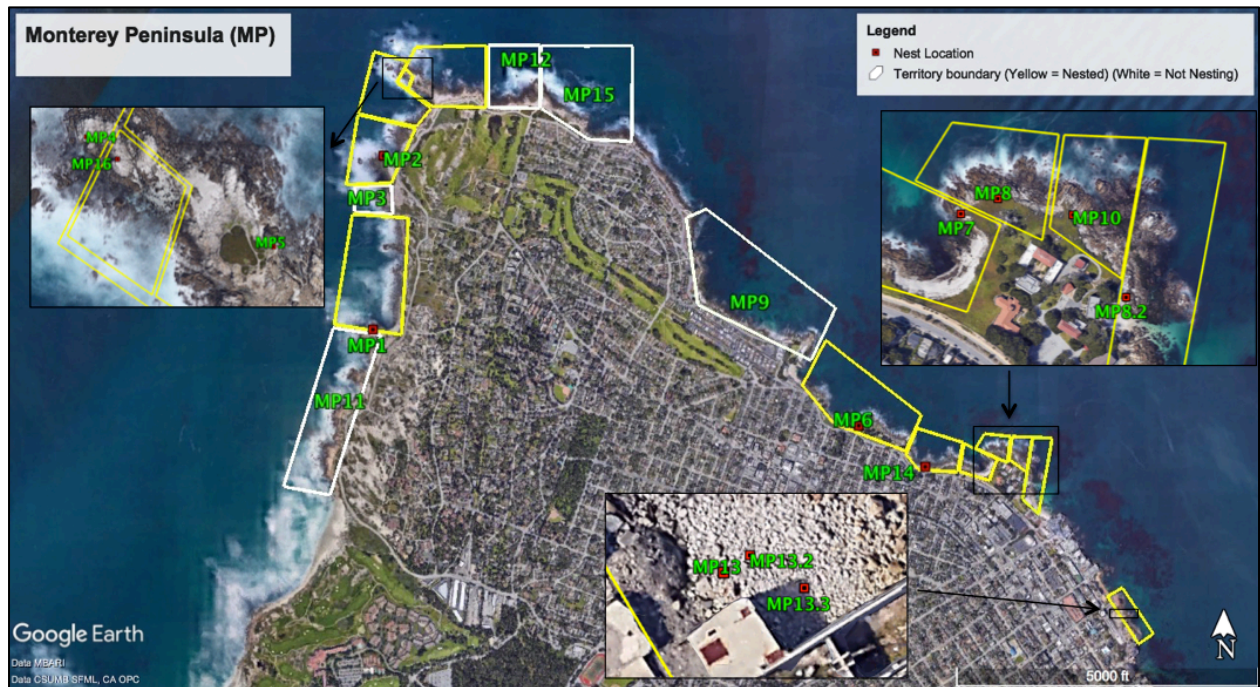 Monterey Peninsula (MP)
Legend
Nest Location
Territory boundary (Yellow = Nested) (White = Not Nesting)
MP12
MP15
MP2
MP3
MP4
MP16
MP5
MP8
MP7
MP10
MP8.2
MP9
MP1
MP11
MP6
MP14
MP13
MP13.2
MP13.3
Google Earth
Data MBARI
Data CSUMB SFML, CA OPC
N
5000 ft